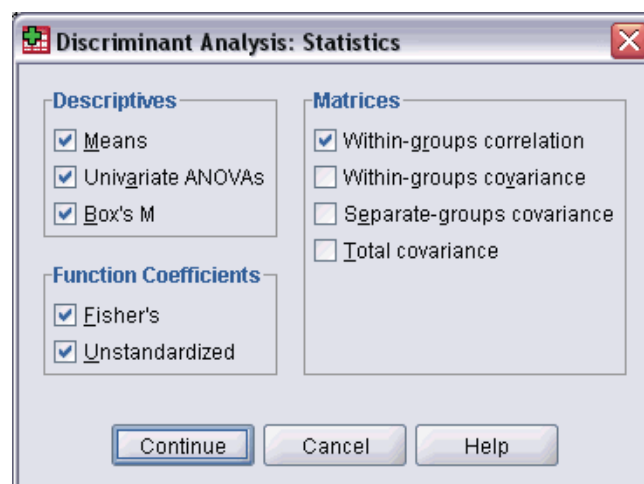 Discriminant Analysis: Statistics
Descriptives
Means
Univariate ANOVAs
Box's M
Function Coefficients
Fisher's
Unstandardized
Matrices
Within-groups correlation
Within-groups covariance
Separate-groups covariance
Total covariance
Continue
Cancel
Help